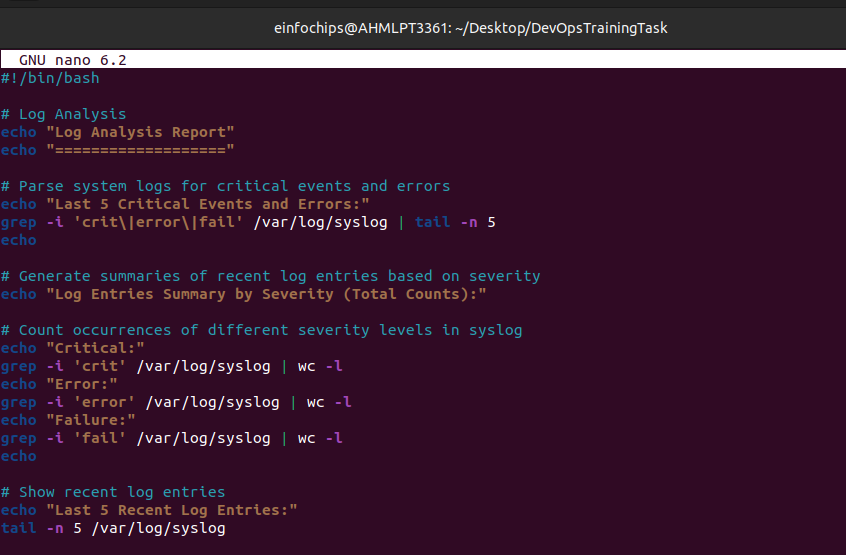 einfochips@AHMLPT3361: ~/Desktop/DevOpsTrainingTask
GNU nano 6.2
#!/bin/bash
# Log Analysis
echo "Log Analysis Report"
echo "==================="
# Parse system logs for critical events and errors
echo "Last 5 Critical Events and Errors:"
grep -i 'crit\|error\|fail' /var/log/syslog | tail -n 5
echo
# Generate summaries of recent log entries based on severity
echo "Log Entries Summary by Severity (Total Counts):"
# Count occurrences of different severity levels in syslog
echo "Critical:"
grep -i 'crit' /var/log/syslog | wc -l
echo "Error:"
grep -i 'error' /var/log/syslog | wc -l
echo "Failure:"
grep -i 'fail' /var/log/syslog | wc -l
echo
# Show recent log entries
echo "Last 5 Recent Log Entries:"
tail -n 5 /var/log/syslog